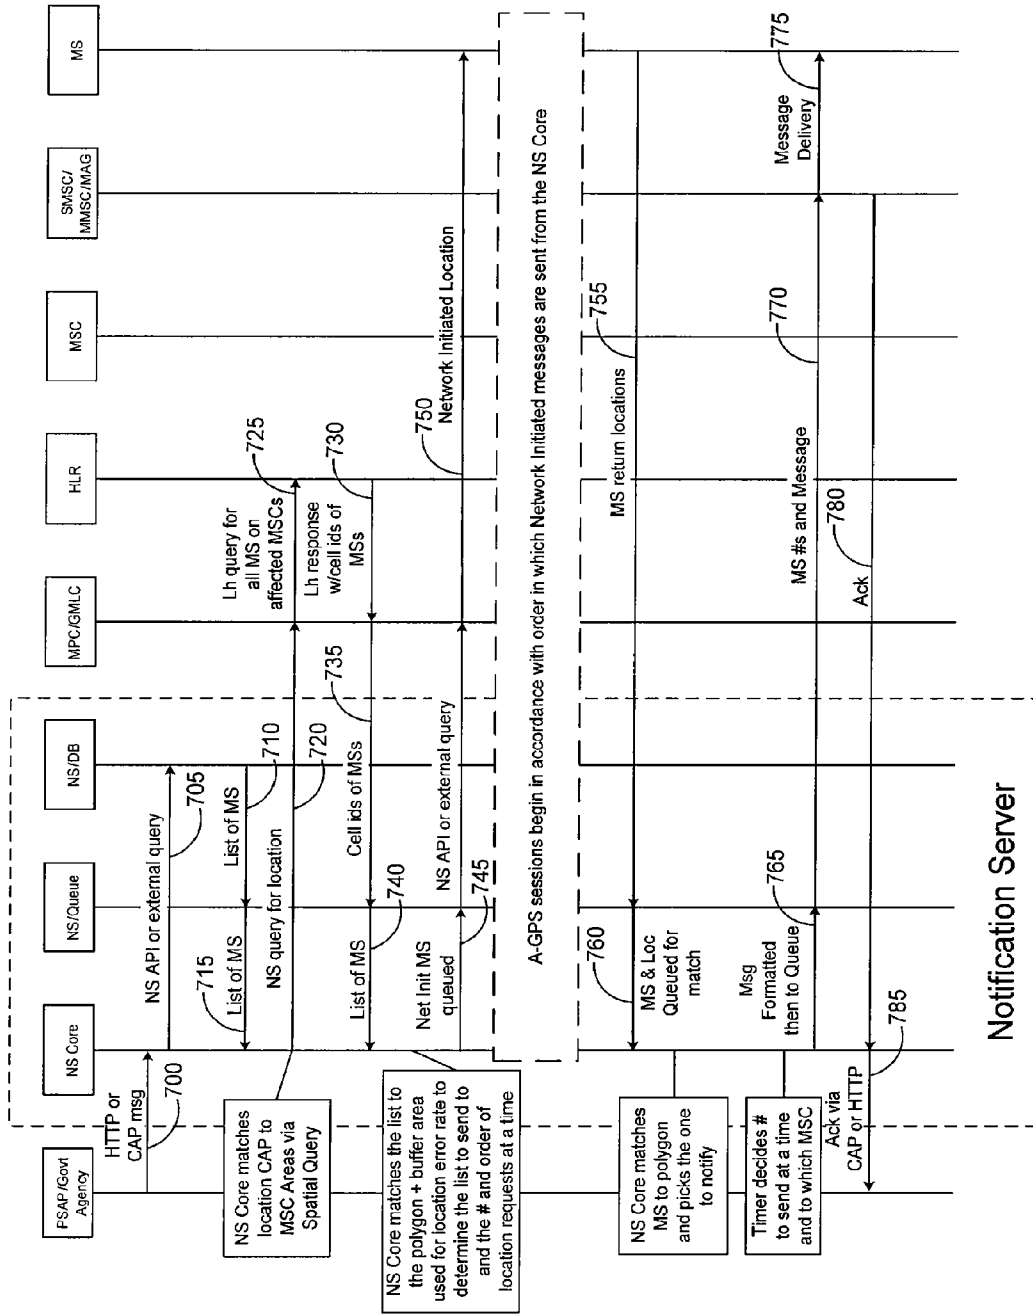 PSAP/Govt
Agency
NS Core
NS/Queue
NS/DB
MPC/GMLC
HLR
MSC
SMSC/
MMSC/MAG
MS
HTTP or
CAP msg
700
NS API or external query
705
List of MS
710
715
List of MS
NS Core matches
location CAP to
MSC Areas via
Spatial Query
NS query for location
720
Lh query for
all MS on
affected MSCs
725
Lh response
w/cell ids of
MSs
730
735
Cell ids of MSs
740
List of MS
NS Core matches the list to
the polygon + buffer area
used for location error rate to
determine the list to send to
and the # and order of
location requests at a time
Net Init MS
queued
745
NS API or external query
750
Network Initiated Location
A-GPS sessions begin in accordance with order in which Network Initiated messages are sent from the NS Core
755
MS return locations
760
MS & Loc
Queued for
match
NS Core matches
MS to polygon
and picks the one
to notify
Timer decides #
to send at a time
and to which MSC
Msg
Formatted
then to Queue
765
MS #s and Message
770
Message
Delivery
775
780
Ack
Ack via
CAP or HTTP
785
Notification Server